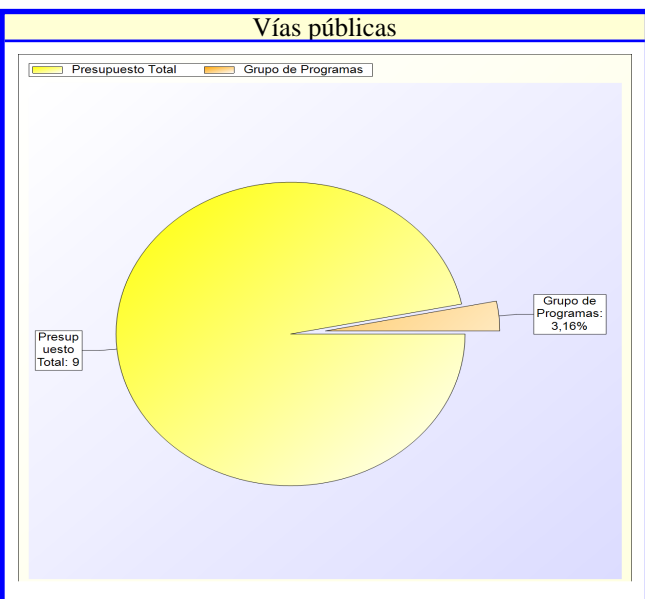 Vías públicas
Presupuesto Total Grupo de Programas
Grupo de
Programas:
3,16%
Presup
uesto
Total: 9